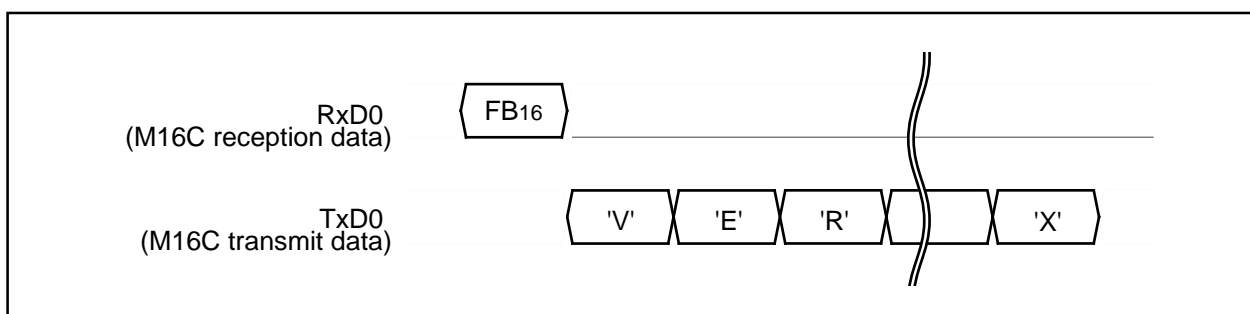 RxD0
(M16C reception data)
FB16
TxD0
(M16C transmit data)
'V' 'E' 'R' 'X'